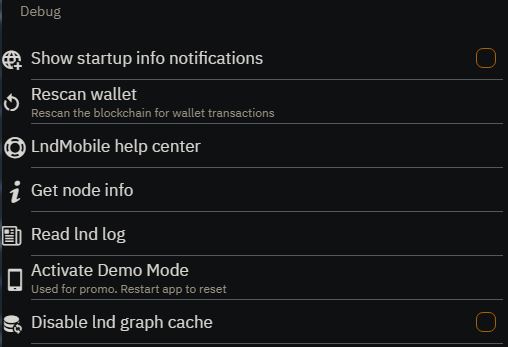 Debug
Show startup info notifications
Rescan wallet
Rescan the blockchain for wallet transactions
LndMobile help center
Get node info
Read lnd log
Activate Demo Mode
Used for promo. Restart app to reset
Disable lnd graph cache